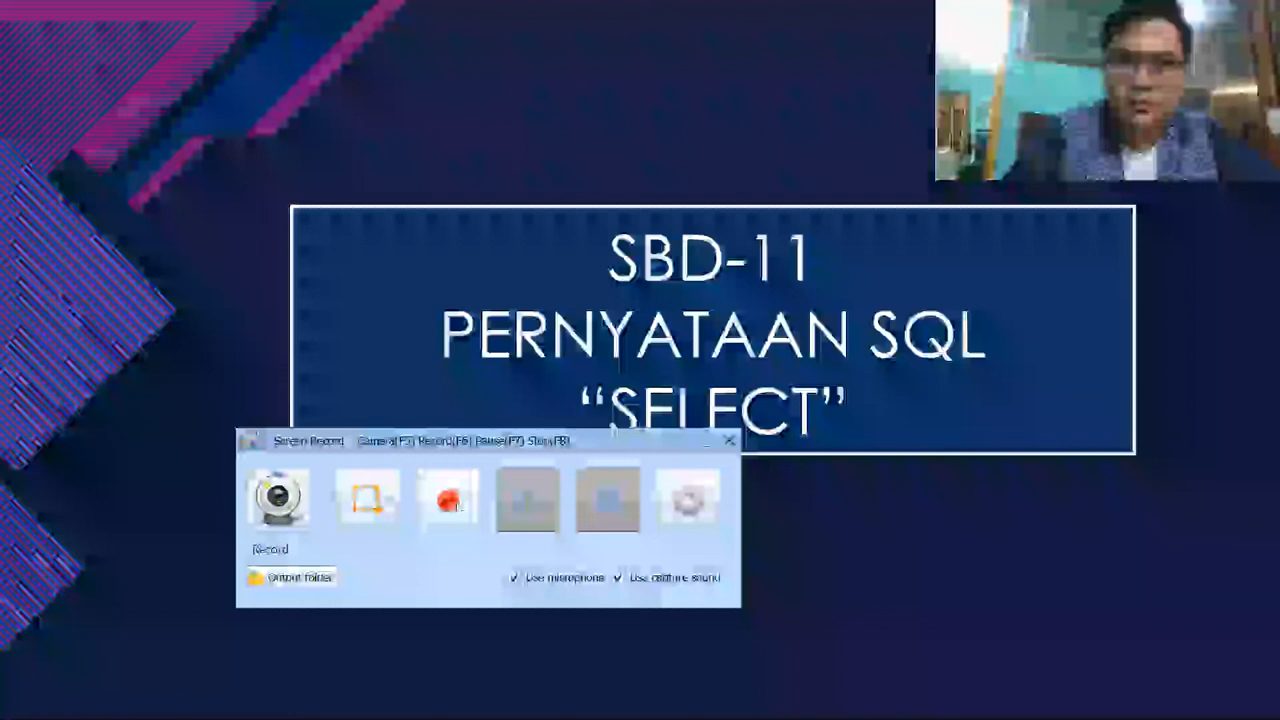 SBD-11
PERNYATAAN SQL
“SELECT”
Screen Record Camera(F5) Record(F6) Pause(F7) Stop(F8)
Record
Output folder
Use microphone
Use capture sound